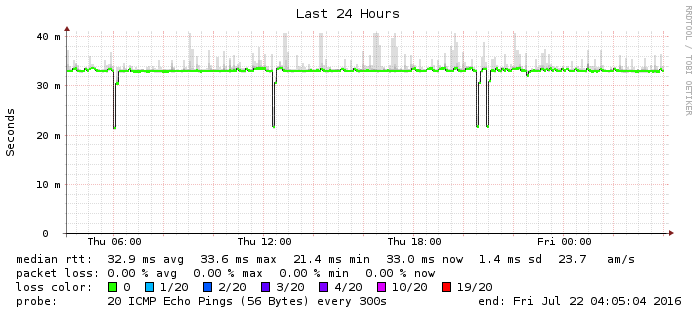 Last 24 Hours
RRDTOOL / TOBI OETIKER
Seconds
40 m
30 m
20 m
10 m
0
Thu 06:00 Thu 12:00 Thu 18:00 Fri 00:00
median rtt: 32.9 ms avg 33.6 ms max 21.4 ms min 33.0 ms now 1.4 ms sd 23.7 am/s
packet loss: 0.00 % avg 0.00 % max 0.00 % min 0.00 % now
loss color: 0 1/20 2/20 3/20 4/20 10/20 19/20
probe: 20 ICMP Echo Pings (56 Bytes) every 300s end: Fri Jul 22 04:05:04 2016